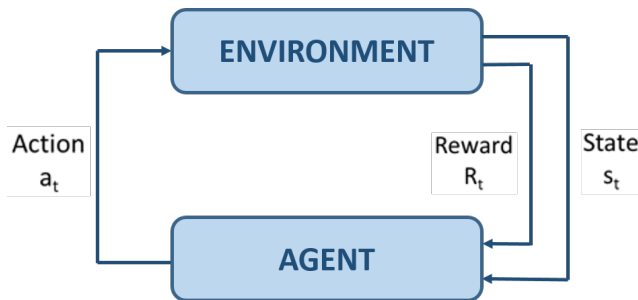 ENVIRONMENT
Action
a_t
Reward
R_t
State
s_t
AGENT